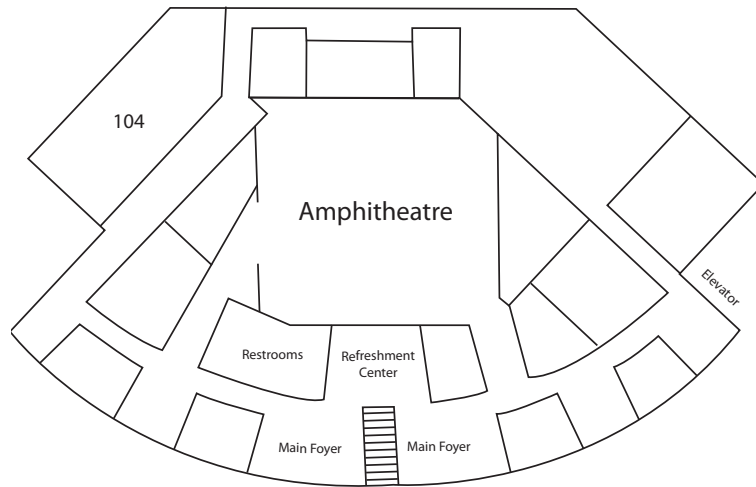 104
Amphitheatre
Elevator
Restrooms
Refreshment
Center
Main Foyer
Main Foyer